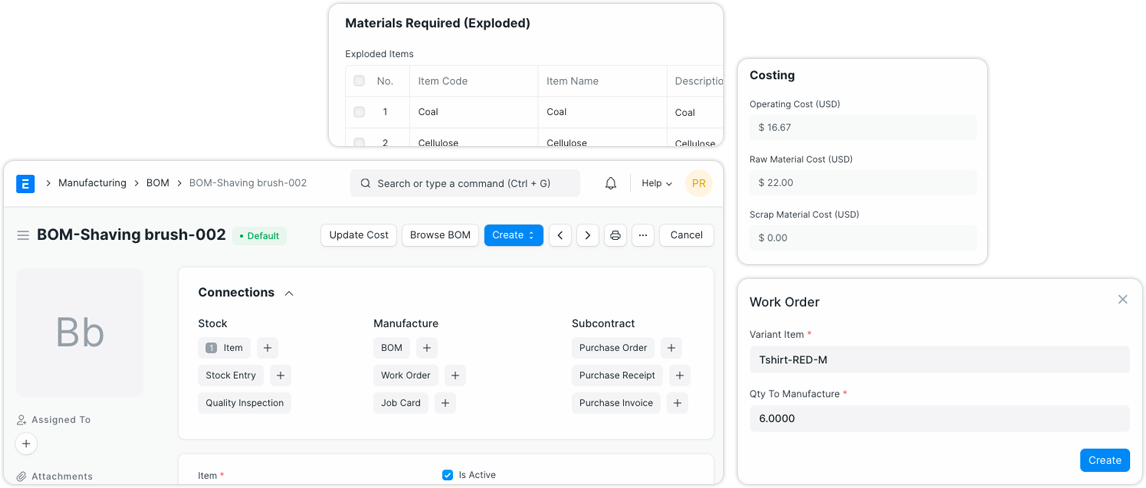 Materials Required (Exploded)
Exploded Items
No. Item Code Item Name Descriptio
1 Coal Coal Coal
2 Cellulose Cellulose Cellulose
Costing
Operating Cost (USD)
$ 16.67
Raw Material Cost (USD)
$ 22.00
Scrap Material Cost (USD)
$ 0.00
E Manufacturing BOM BOM-Shaving brush-002 Search or type a command (Ctrl + G) Help PR
BOM-Shaving brush-002 Default Update Cost Browse BOM Create Cancel
Bb
Assigned To
Attachments
Connections
Stock Manufacture Subcontract
1 Item BOM Purchase Order
Stock Entry Work Order Purchase Receipt
Quality Inspection Job Card Purchase Invoice
Item * Is Active
Work Order
Variant Item *
Tshirt-RED-M
Qty To Manufacture *
6.0000
Create